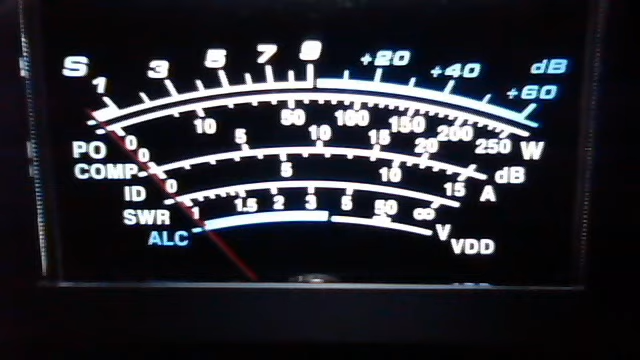 S 1 3 5 7 9 +20 +40 +60 dB
PO 0 10 50 100 150 200 250 W
COMP 0 5 10 15 20 dB
ID 0 5 10 15 A
SWR 1 1.5 2 3 5 50 ∞
ALC V VDD